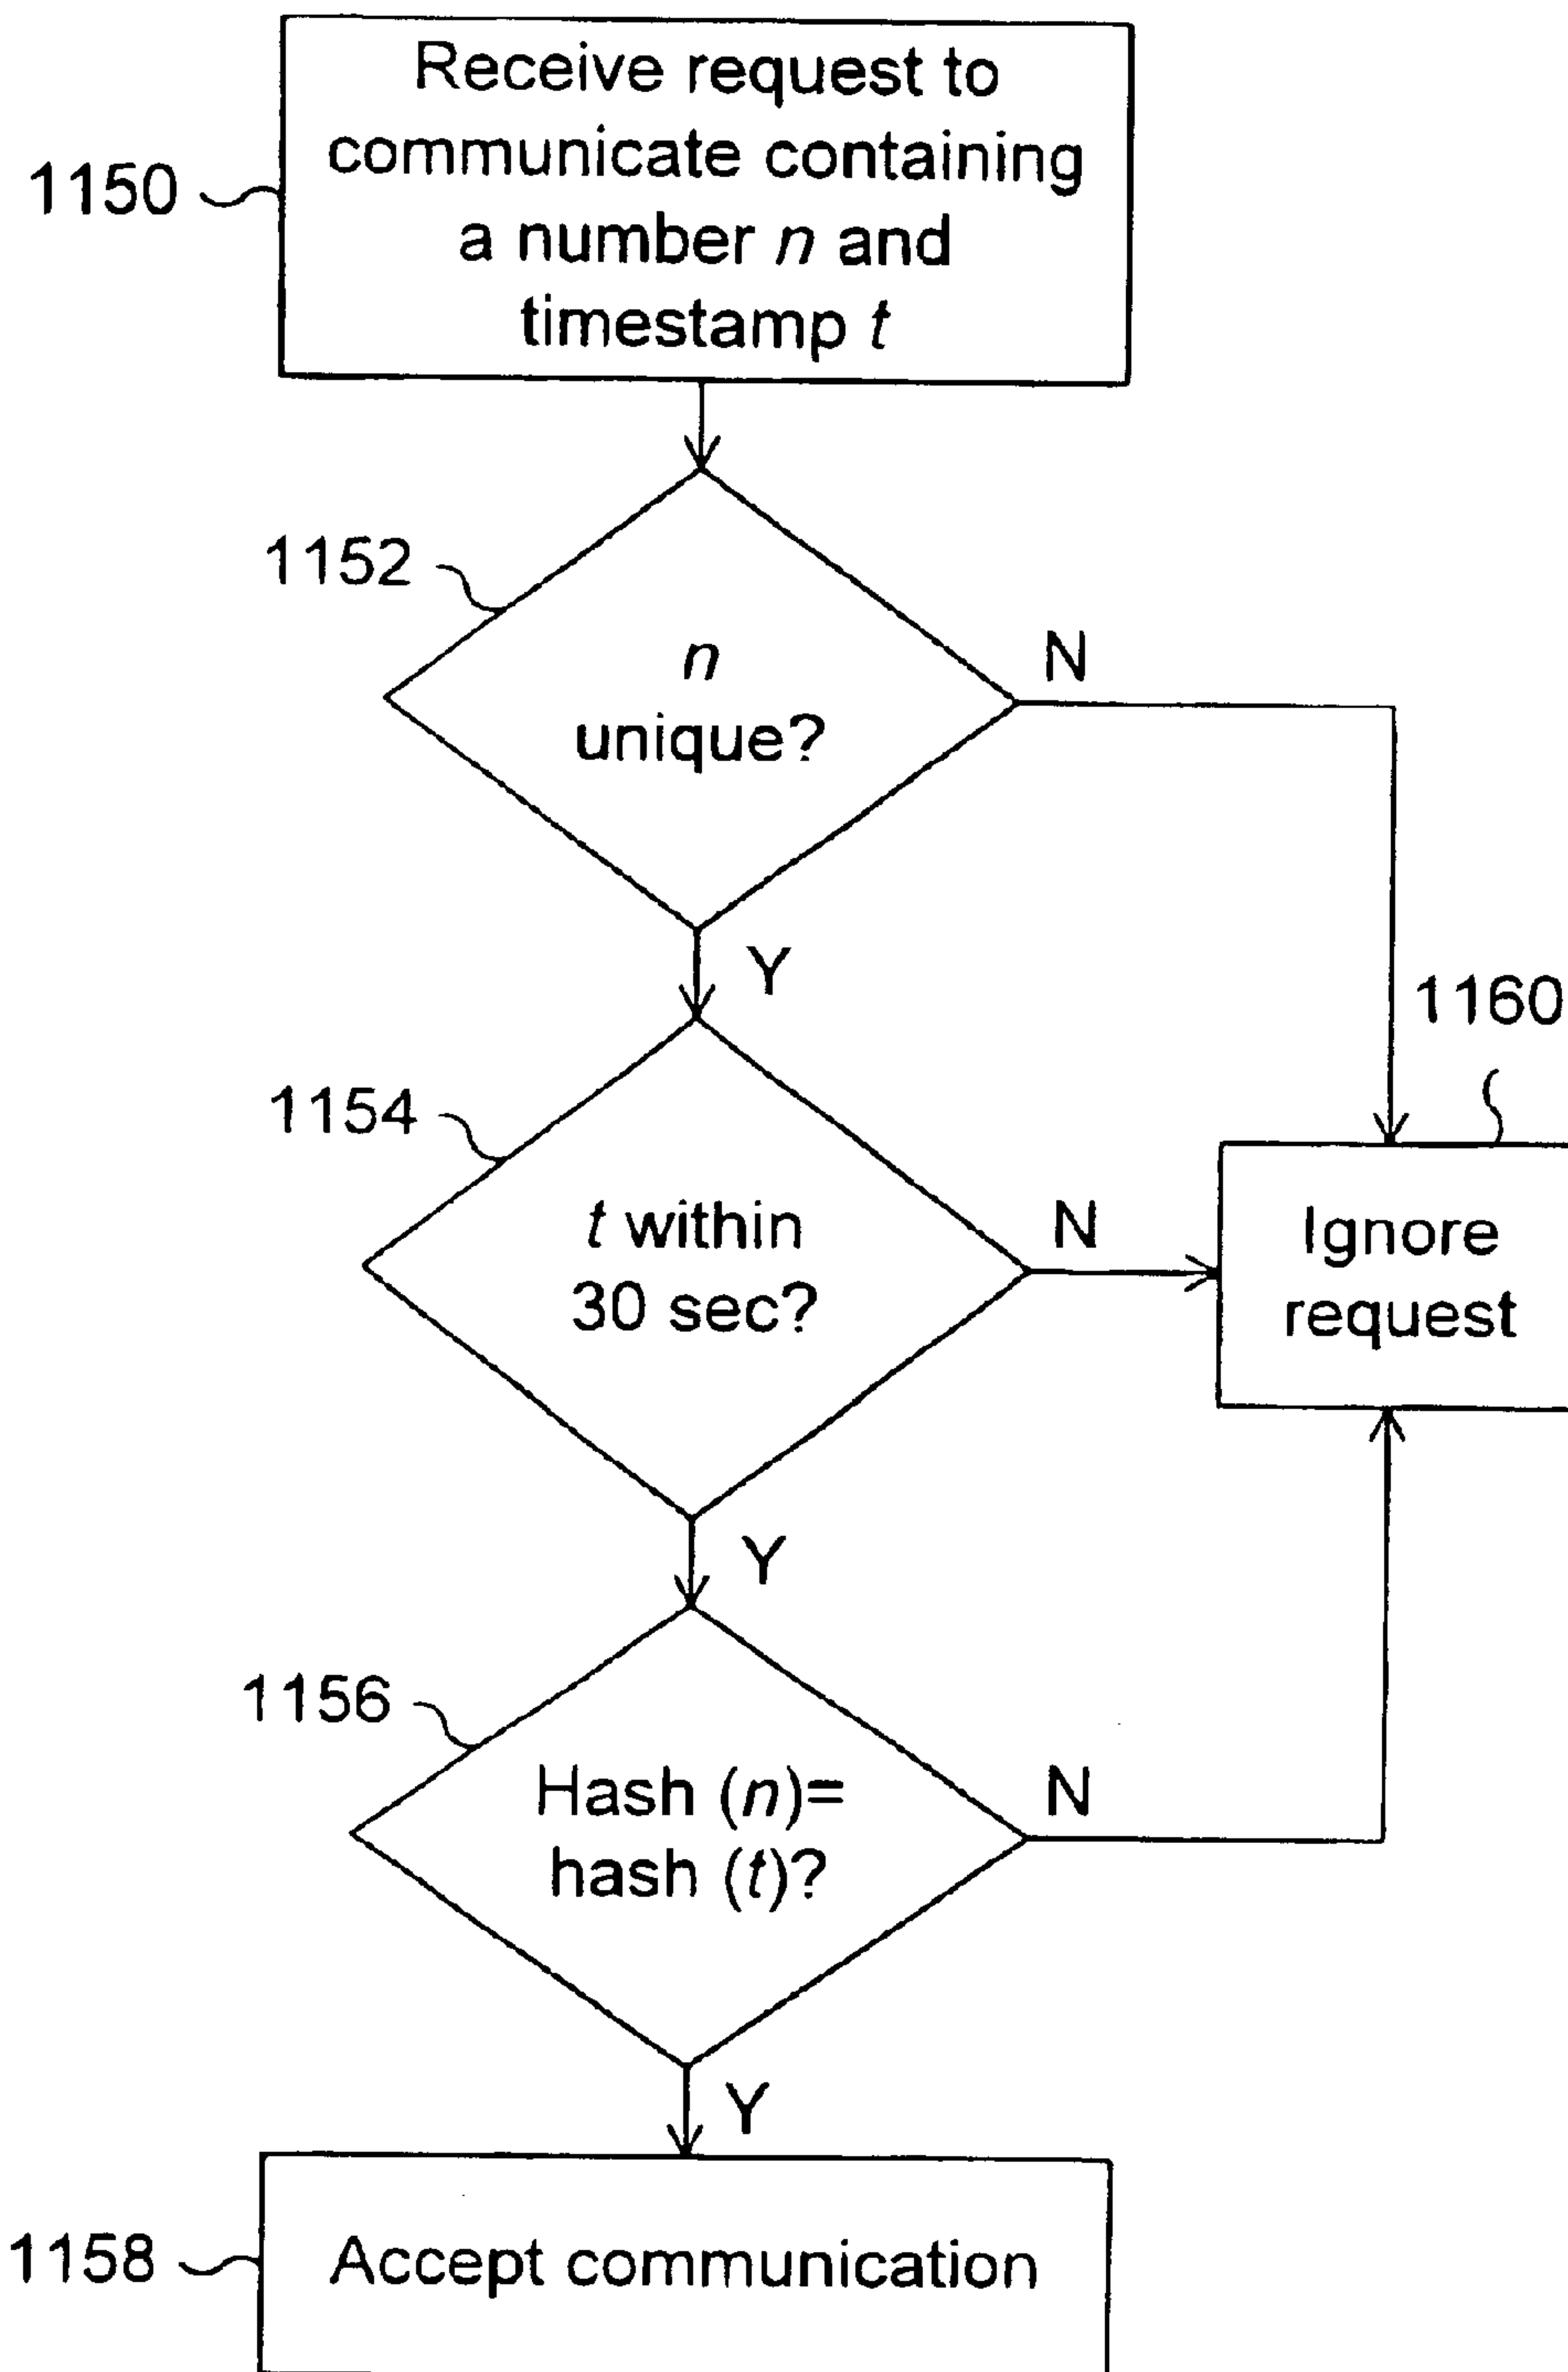 Receive request to
communicate containing
a number n and
timestamp t
1150
1152
n
unique?
N
Y
1160
1154
t within
30 sec?
N
Ignore
request
Y
1156
Hash (n)=
hash (t)?
N
Y
1158
Accept communication